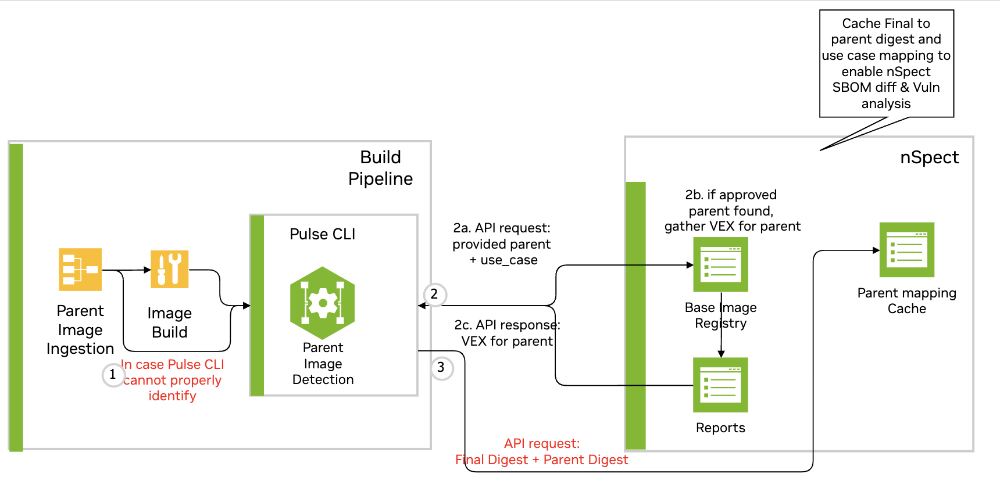 Cache Final to
parent digest and
use case mapping to
enable nSpect
SBOM diff & Vuln
analysis
Build
Pipeline
nSpect
Pulse CLI
2a. API request:
provided parent
+ use_case
2b. if approved
parent found,
gather VEX for parent
Parent
Image
Ingestion
Image
Build
2
Parent mapping
Cache
Base Image
Registry
2c. API response:
VEX for parent
Parent
Image
Detection
1
In case Pulse CLI
cannot properly
identify
3
Reports
API request:
Final Digest + Parent Digest